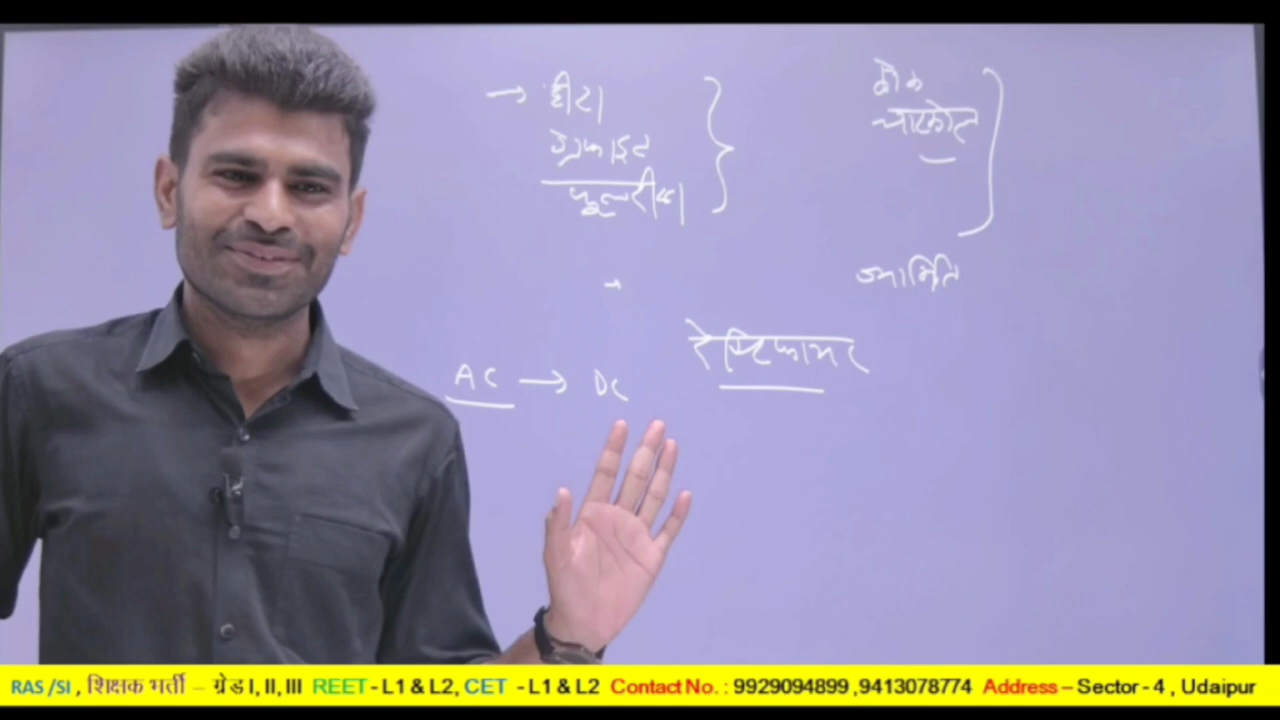 → हीरा
ग्रेफाइट
फुलरीन
कोक
चारकोल
ज्यामिति
AC → DC
रेक्टिफायर
RAS /SI , शिक्षक भर्ती – ग्रेड I, II, III REET - L1 & L2, CET - L1 & L2 Contact No. : 9929094899 ,9413078774 Address – Sector - 4 , Udaipur